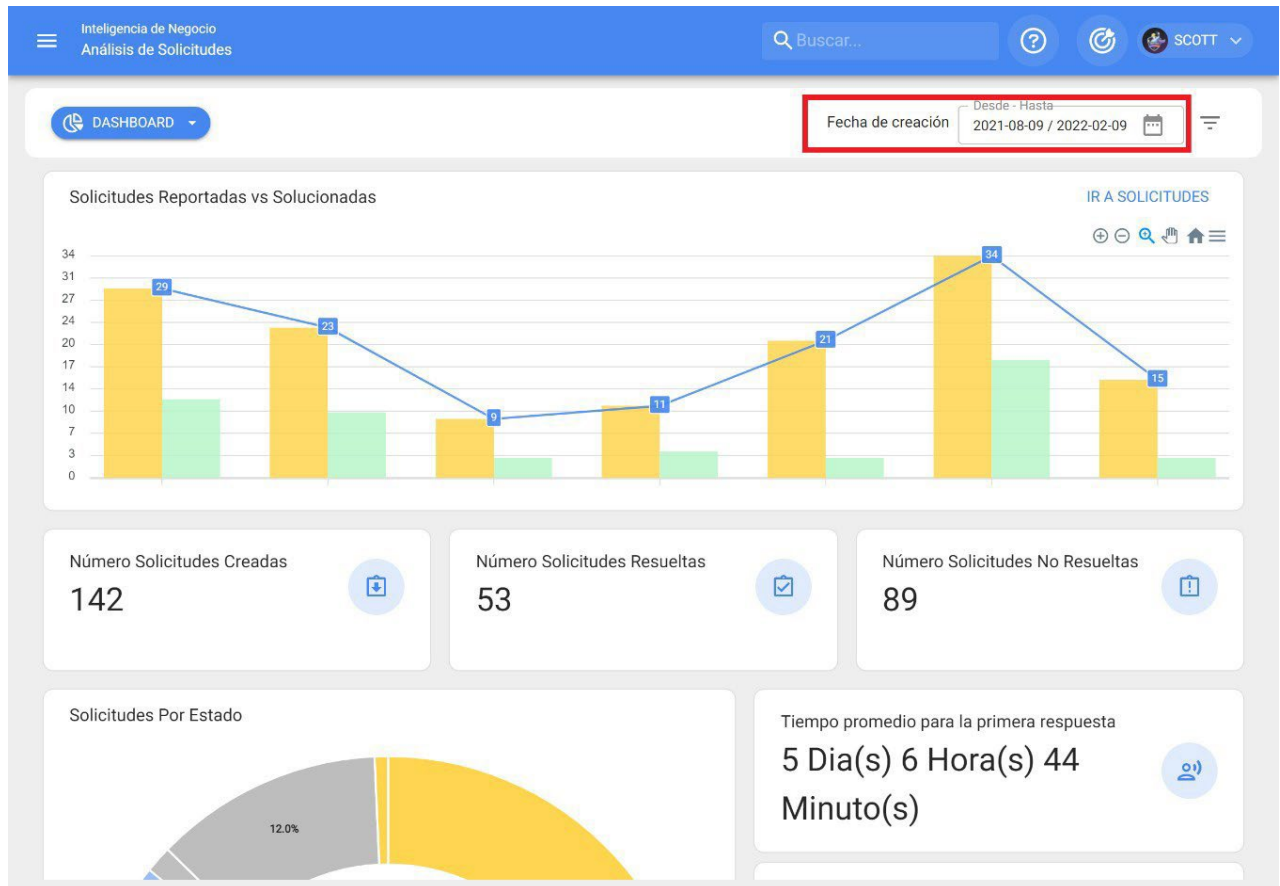 Inteligencia de Negocio
Análisis de Solicitudes
Buscar...
SCOTT
DASHBOARD
Fecha de creación
Desde - Hasta
2021-08-09 / 2022-02-09
Solicitudes Reportadas vs Solucionadas
IR A SOLICITUDES
34
31
27
24
20
17
14
10
7
3
0
29
23
9
11
21
34
15
Número Solicitudes Creadas
142
Número Solicitudes Resueltas
53
Número Solicitudes No Resueltas
89
Solicitudes Por Estado
12.0%
Tiempo promedio para la primera respuesta
5 Dia(s) 6 Hora(s) 44
Minuto(s)